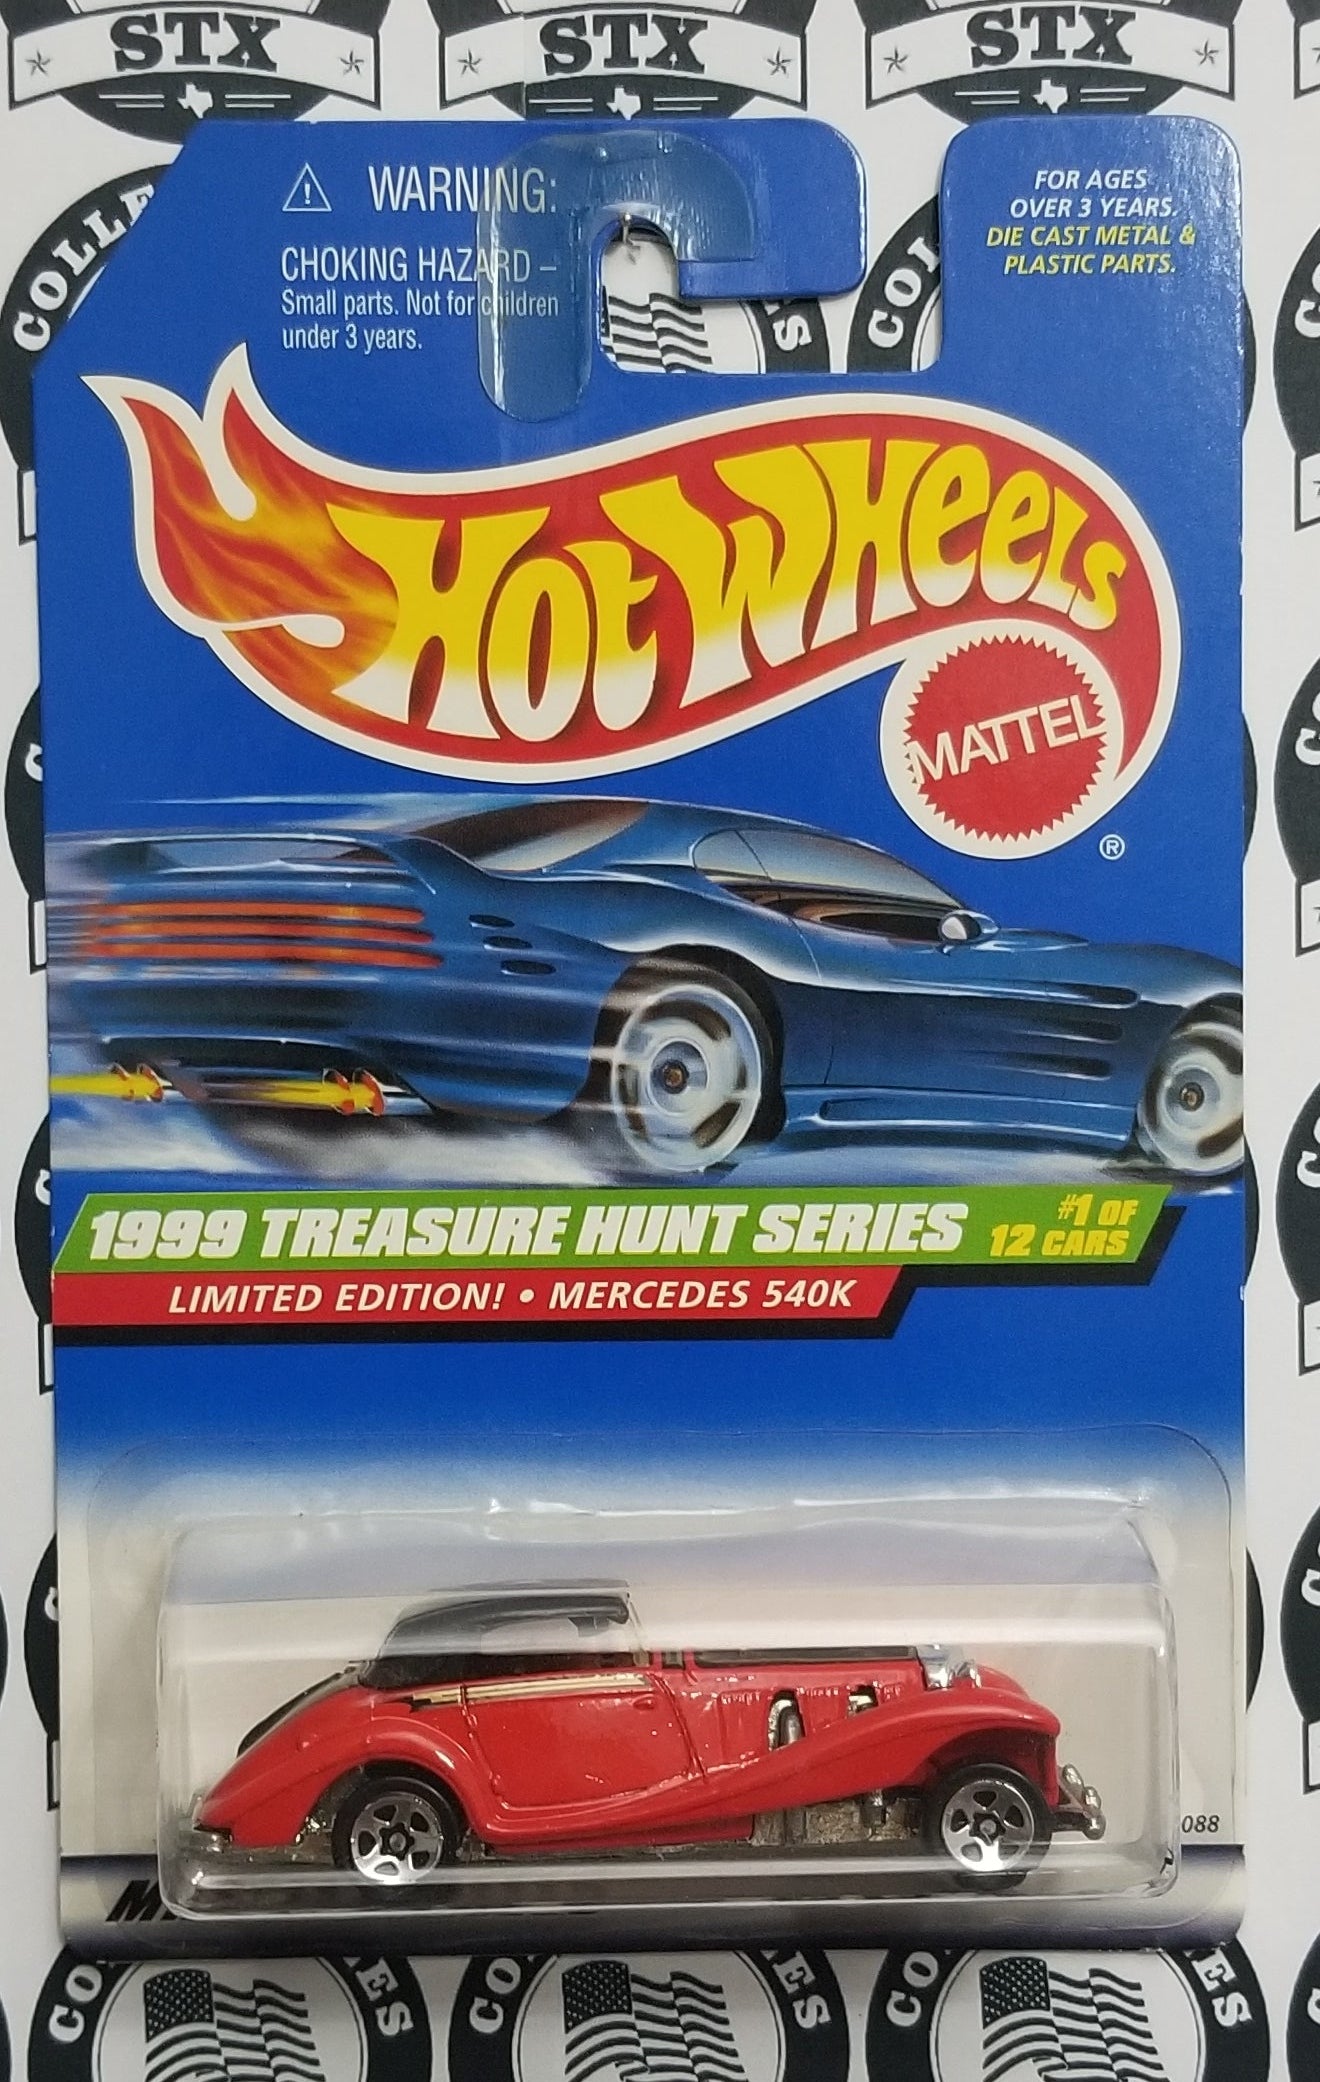 STX
STX
STX
WARNING:
CHOKING HAZARD –
Small parts. Not for children
under 3 years.
FOR AGES
OVER 3 YEARS.
DIE CAST METAL &
PLASTIC PARTS.
HOT WHEELS
MATTEL
®
1999 TREASURE HUNT SERIES
#1 OF
12 CARS
LIMITED EDITION! • MERCEDES 540K
088